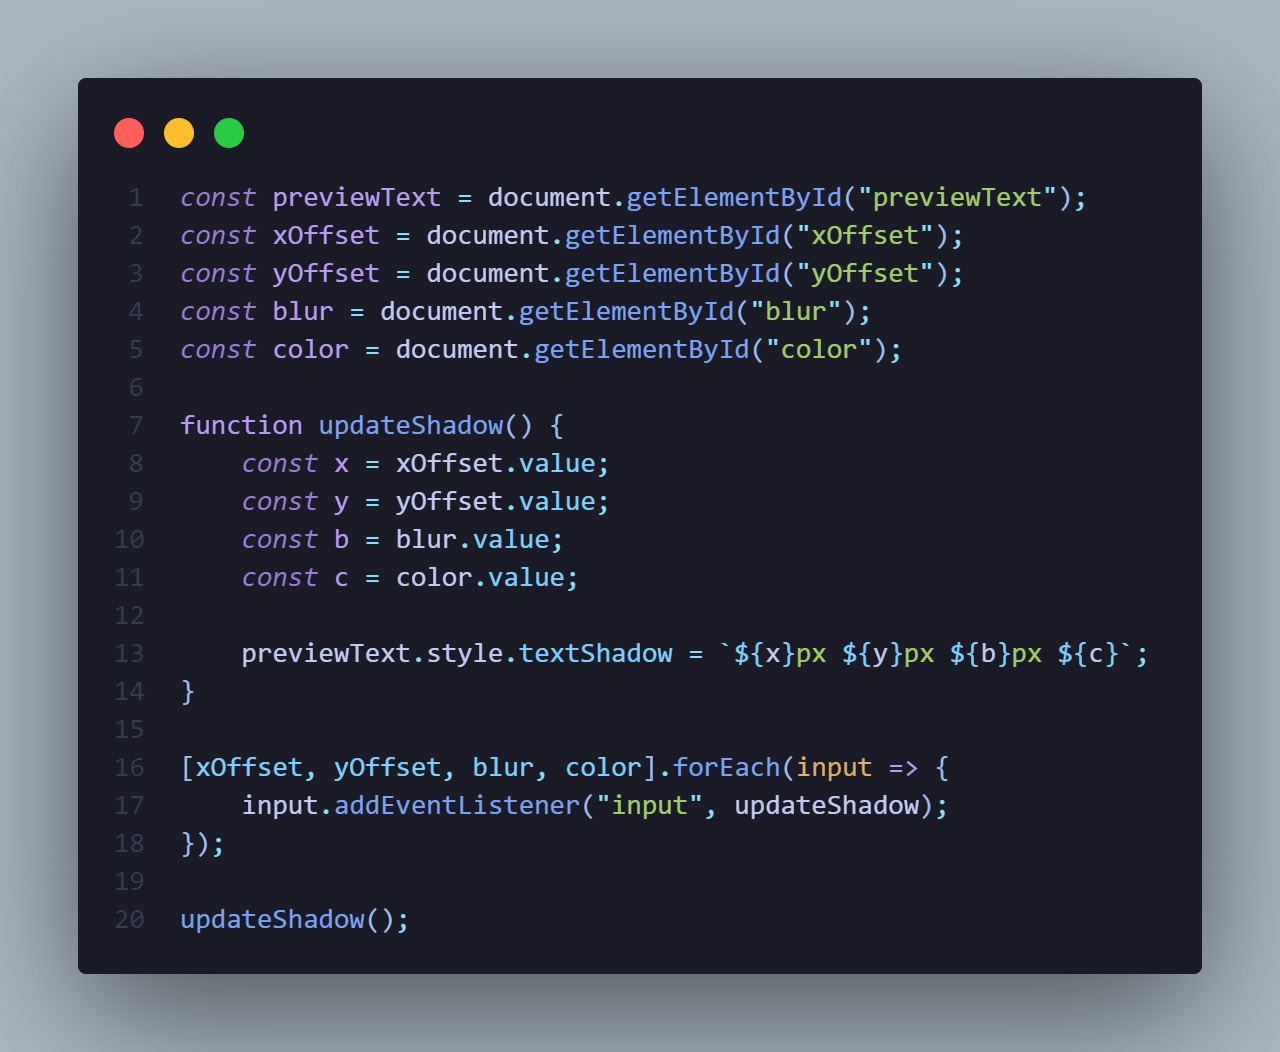 1 const previewText = document.getElementById("previewText");
2 const xOffset = document.getElementById("xOffset");
3 const yOffset = document.getElementById("yOffset");
4 const blur = document.getElementById("blur");
5 const color = document.getElementById("color");
6
7 function updateShadow() {
8     const x = xOffset.value;
9     const y = yOffset.value;
10     const b = blur.value;
11     const c = color.value;
12
13     previewText.style.textShadow = `${x}px ${y}px ${b}px ${c}`;
14 }
15
16 [xOffset, yOffset, blur, color].forEach(input => {
17     input.addEventListener("input", updateShadow);
18 });
19
20 updateShadow();